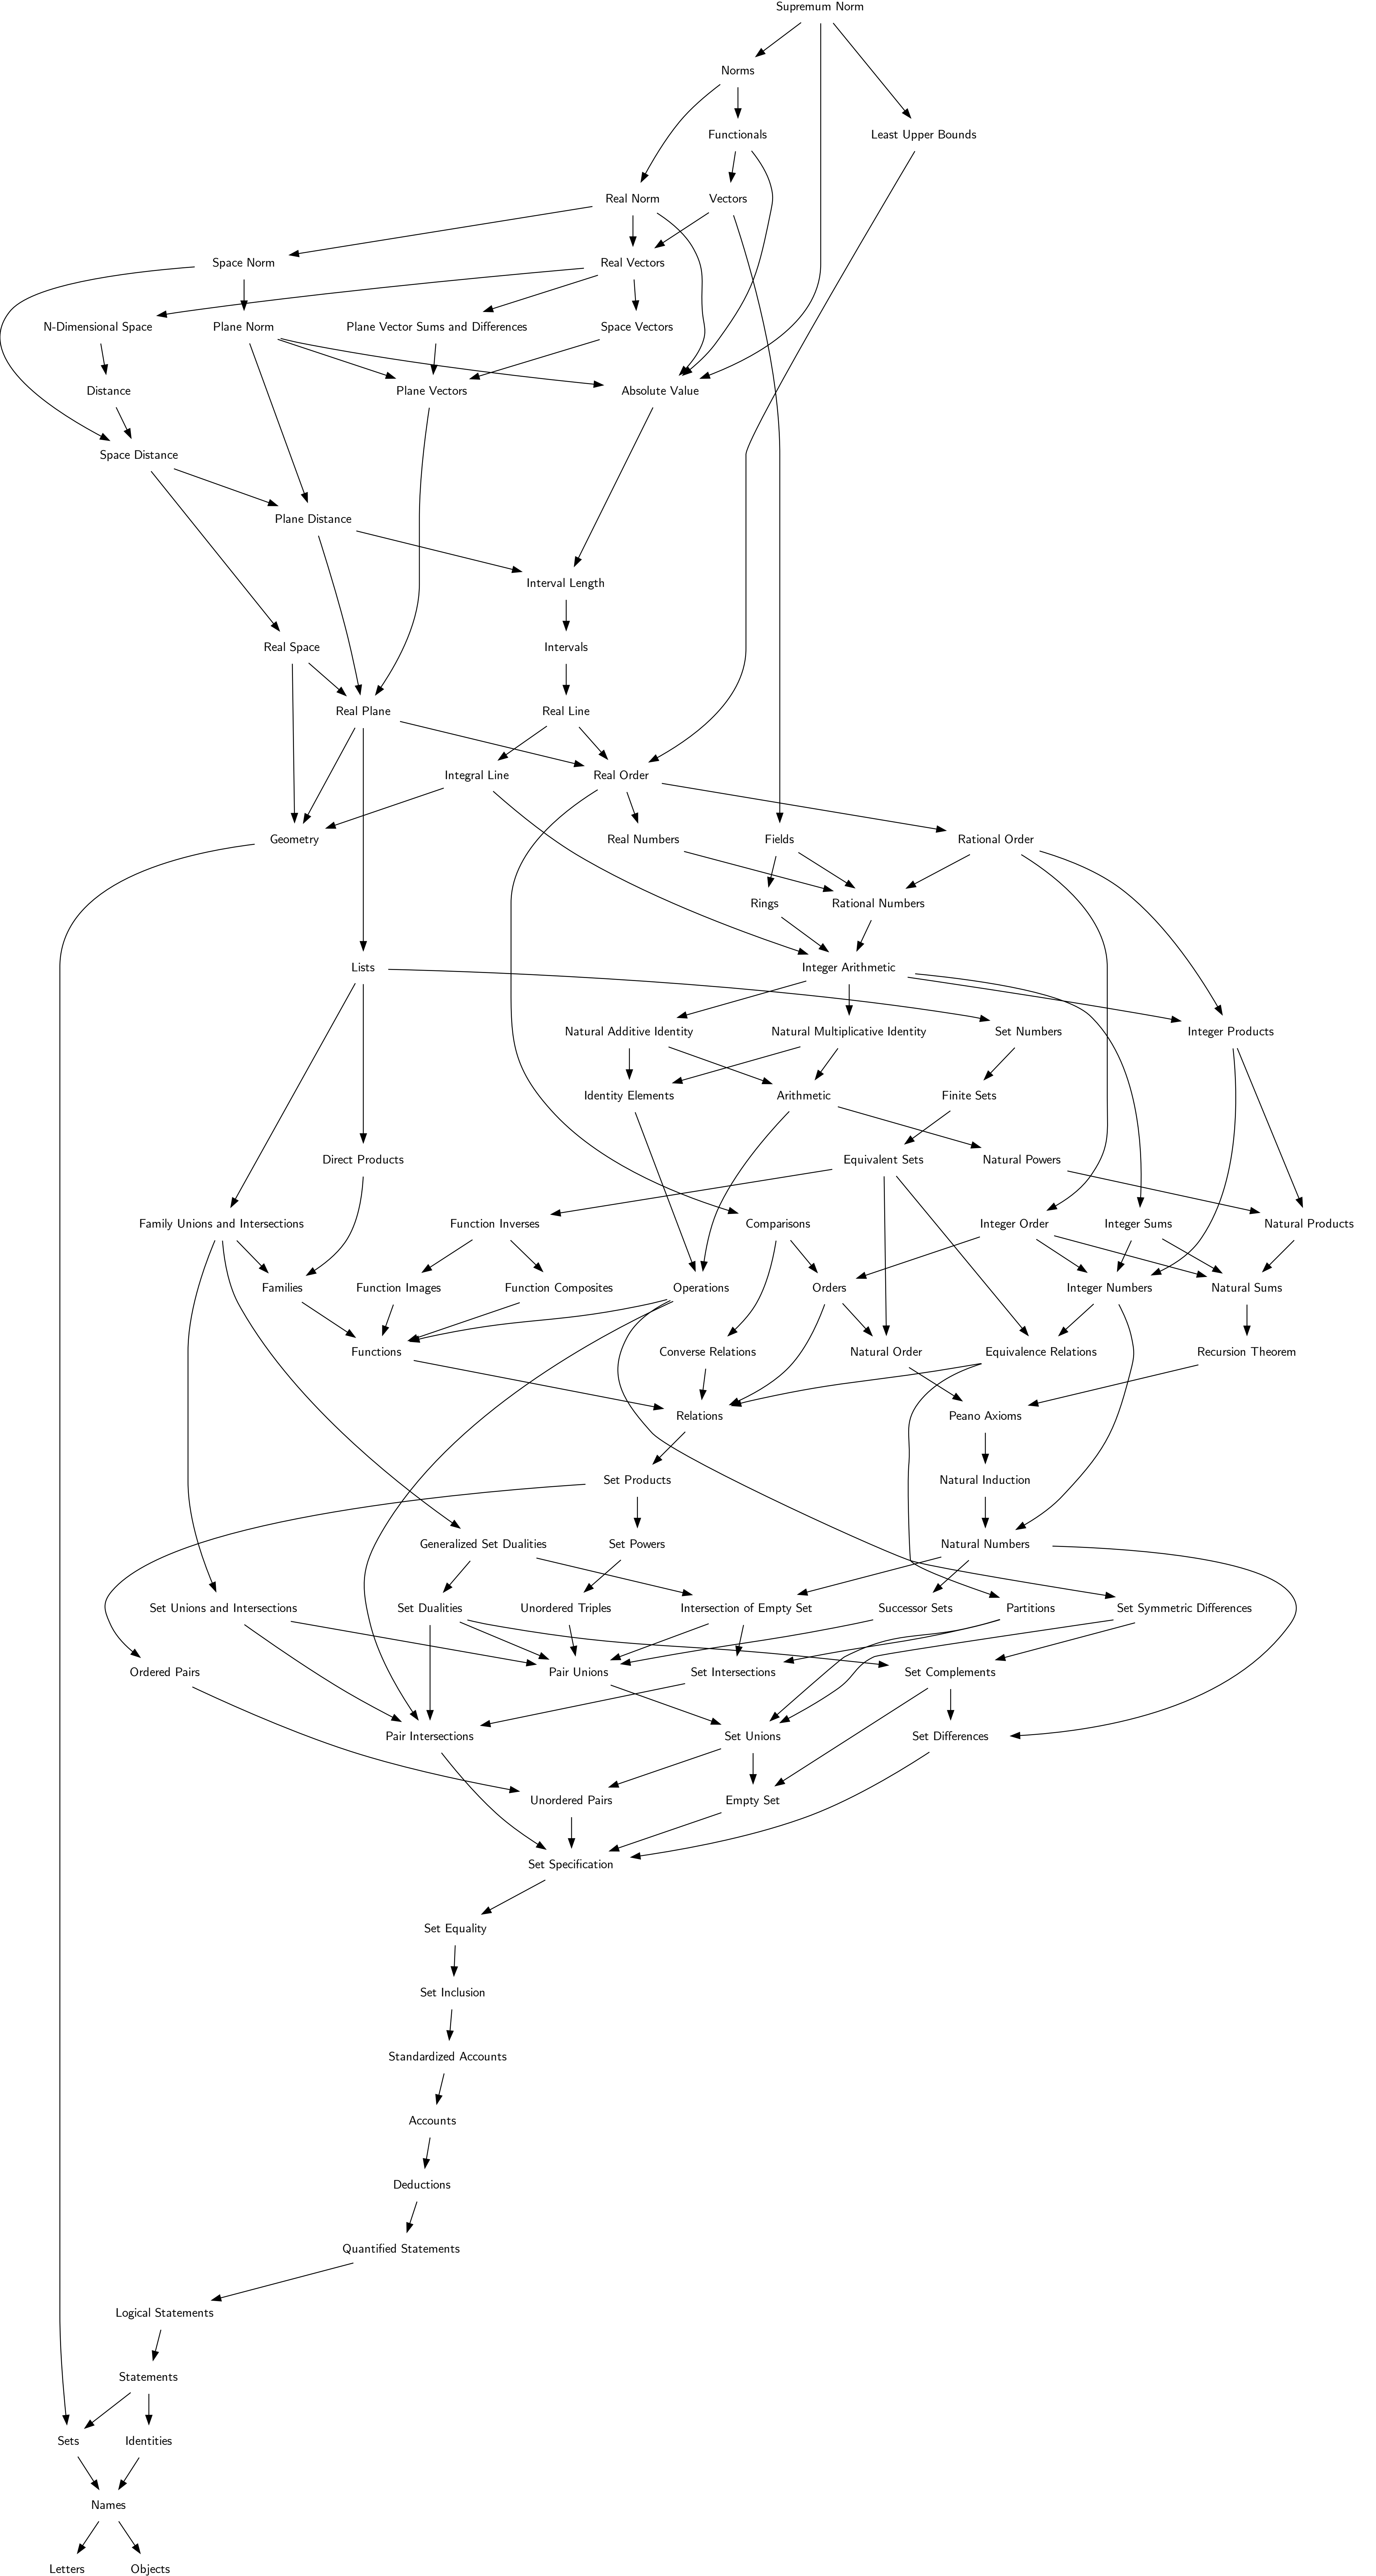 Supremum Norm
Norms
Functionals
Least Upper Bounds
Real Norm
Vectors
Space Norm
Real Vectors
N-Dimensional Space
Plane Norm
Plane Vector Sums and Differences
Space Vectors
Distance
Plane Vectors
Absolute Value
Space Distance
Plane Distance
Interval Length
Real Space
Intervals
Real Plane
Real Line
Integral Line
Real Order
Geometry
Real Numbers
Fields
Rational Order
Rings
Rational Numbers
Lists
Integer Arithmetic
Natural Additive Identity
Natural Multiplicative Identity
Set Numbers
Integer Products
Identity Elements
Arithmetic
Finite Sets
Direct Products
Equivalent Sets
Natural Powers
Family Unions and Intersections
Function Inverses
Comparisons
Integer Order
Integer Sums
Natural Products
Families
Function Images
Function Composites
Operations
Orders
Integer Numbers
Natural Sums
Functions
Converse Relations
Natural Order
Equivalence Relations
Recursion Theorem
Relations
Peano Axioms
Set Products
Natural Induction
Generalized Set Dualities
Set Powers
Natural Numbers
Set Unions and Intersections
Set Dualities
Unordered Triples
Intersection of Empty Set
Successor Sets
Partitions
Set Symmetric Differences
Ordered Pairs
Pair Unions
Set Intersections
Set Complements
Pair Intersections
Set Unions
Set Differences
Unordered Pairs
Empty Set
Set Specification
Set Equality
Set Inclusion
Standardized Accounts
Accounts
Deductions
Quantified Statements
Logical Statements
Statements
Sets
Identities
Names
Letters
Objects